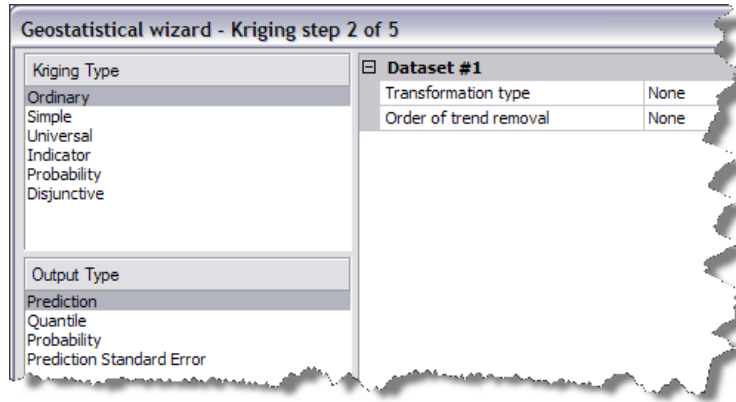 Geostatistical wizard - Kriging step 2 of 5
Kriging Type
Ordinary
Simple
Universal
Indicator
Probability
Disjunctive
Output Type
Prediction
Quantile
Probability
Prediction Standard Error
Dataset #1
Transformation type None
Order of trend removal None